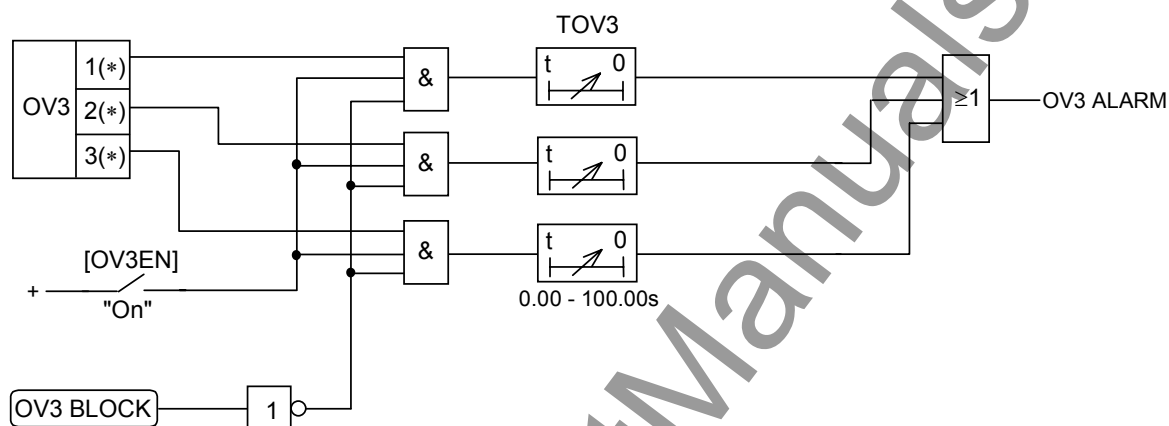 TOV3
OV3
1(∗)
2(∗)
3(∗)
&
t 0
≥1
OV3 ALARM
&
t 0
&
t 0
0.00 - 100.00s
[OV3EN]
+
"On"
OV3 BLOCK
1
tManuals